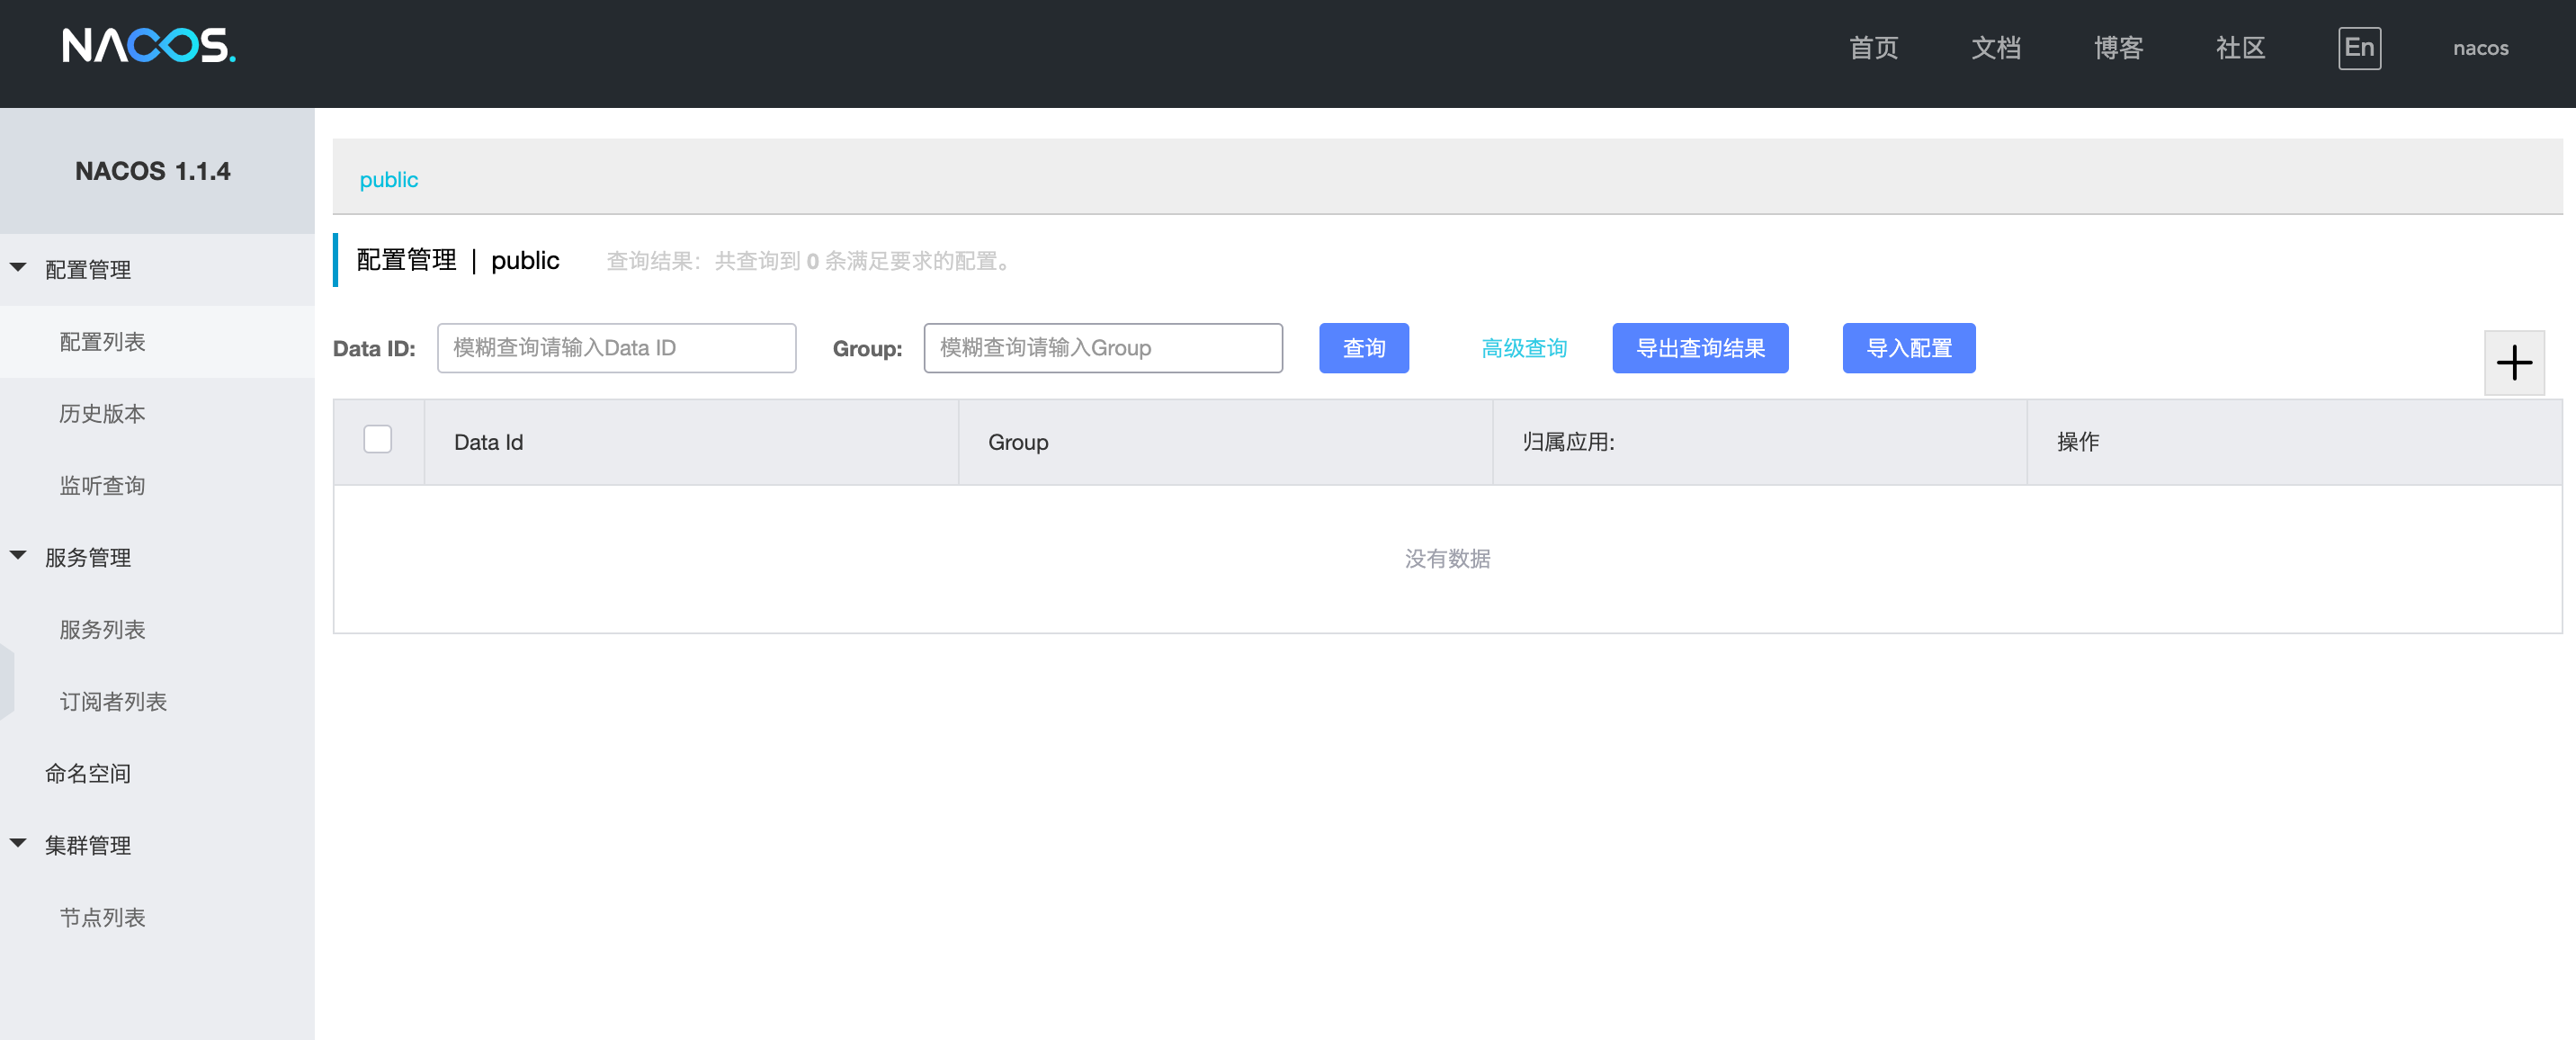 NACOS.
首页 文档 博客 社区 En nacos
NACOS 1.1.4
配置管理
配置列表
历史版本
监听查询
服务管理
服务列表
订阅者列表
命名空间
集群管理
节点列表
public
配置管理 | public 查询结果：共查询到 0 条满足要求的配置。
Data ID: 模糊查询请输入Data ID Group: 模糊查询请输入Group 查询 高级查询 导出查询结果 导入配置
Data Id Group 归属应用: 操作
没有数据